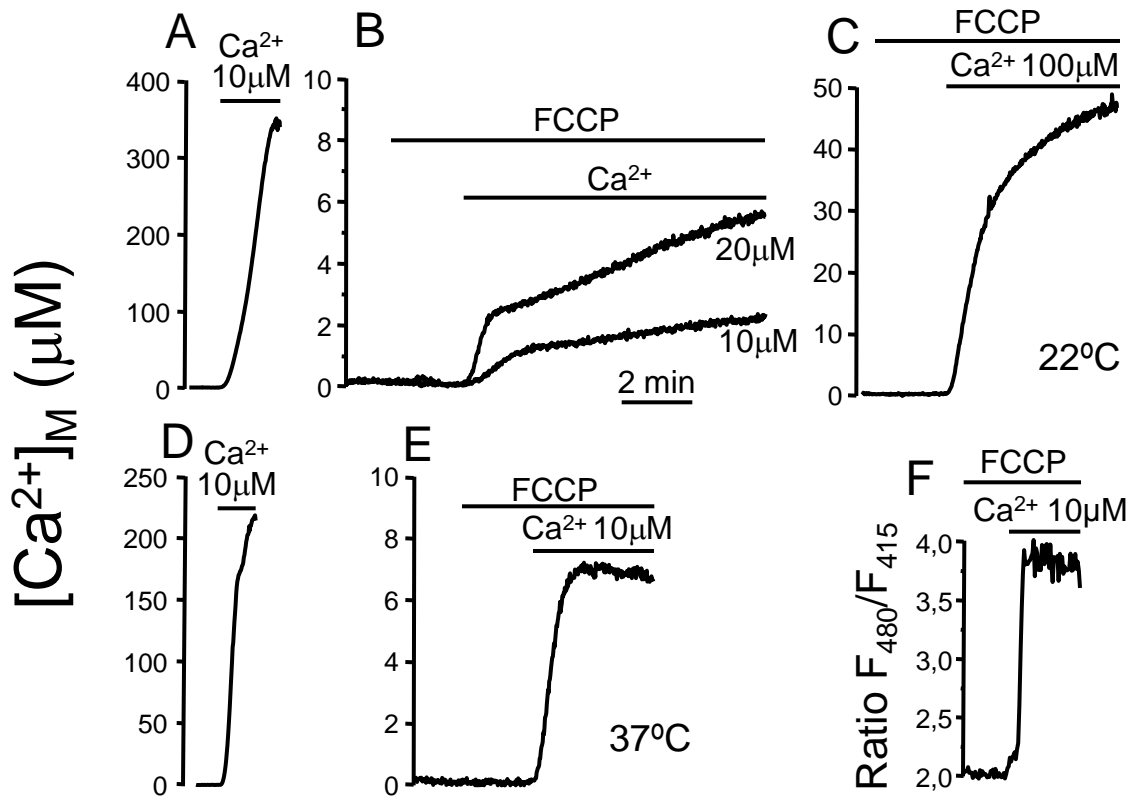 [Ca²⁺]M (μM)
A
Ca²⁺
10μM
400
300
200
100
0
B
10
8
6
4
2
0
FCCP
Ca²⁺
20μM
10μM
2 min
C
FCCP
Ca²⁺ 100μM
50
40
30
20
10
0
22ºC
D
Ca²⁺
10μM
250
200
150
100
50
0
E
10
8
6
4
2
0
FCCP
Ca²⁺ 10μM
37ºC
F
FCCP
Ca²⁺ 10μM
Ratio F480/F415
4,0
3,5
3,0
2,5
2,0